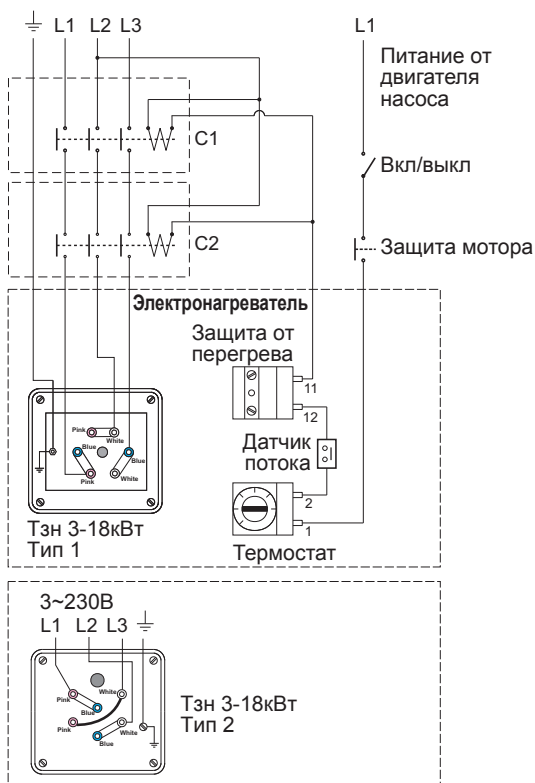 L1 L2 L3
L1
Питание от
двигателя
насоса
C1
Вкл/выкл
C2
Защита мотора
Электронагреватель
Защита от
перегрева
11
12
Датчик
потока
2
1
Термостат
Pink
White
Blue
Blue
Pink
White
Тзн 3-18кВт
Тип 1
3~230В
L1 L2 L3
Pink
White
Blue
Pink
White
Blue
Тзн 3-18кВт
Тип 2